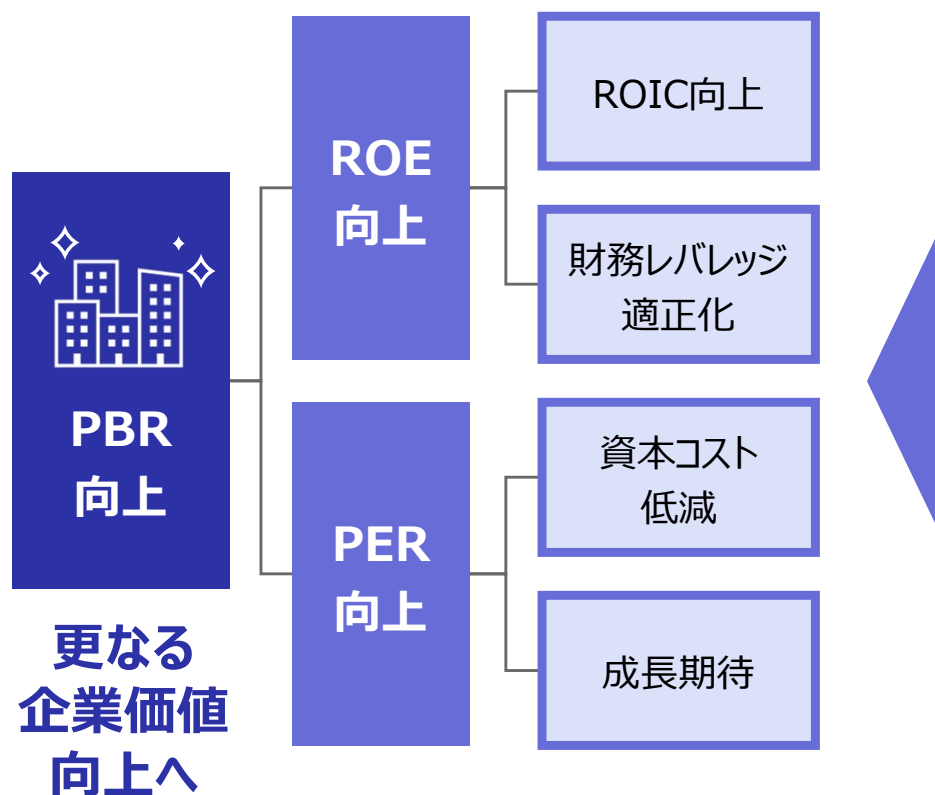 PBR
向上
更なる
企業価値
向上へ
ROE
向上
ROIC向上
財務レバレッジ
適正化
PER
向上
資本コスト
低減
成長期待